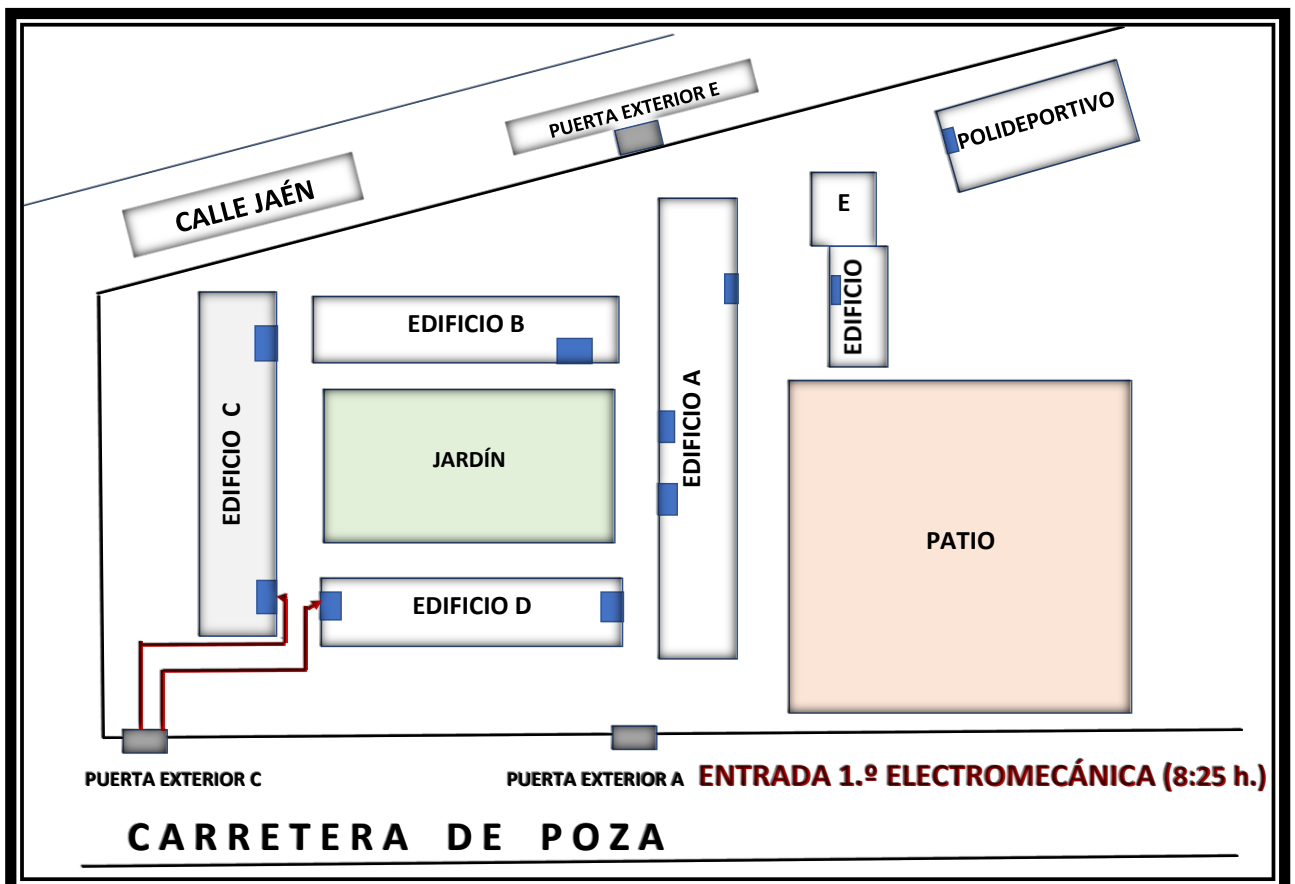 PUERTA EXTERIOR E
POLIDEPORTIVO
CALLE JAÉN
E
EDIFICIO
EDIFICIO B
EDIFICIO A
EDIFICIO C
JARDÍN
PATIO
EDIFICIO D
PUERTA EXTERIOR C
PUERTA EXTERIOR A
ENTRADA 1.º ELECTROMECÁNICA (8:25 h.)
CARRETERA DE POZA